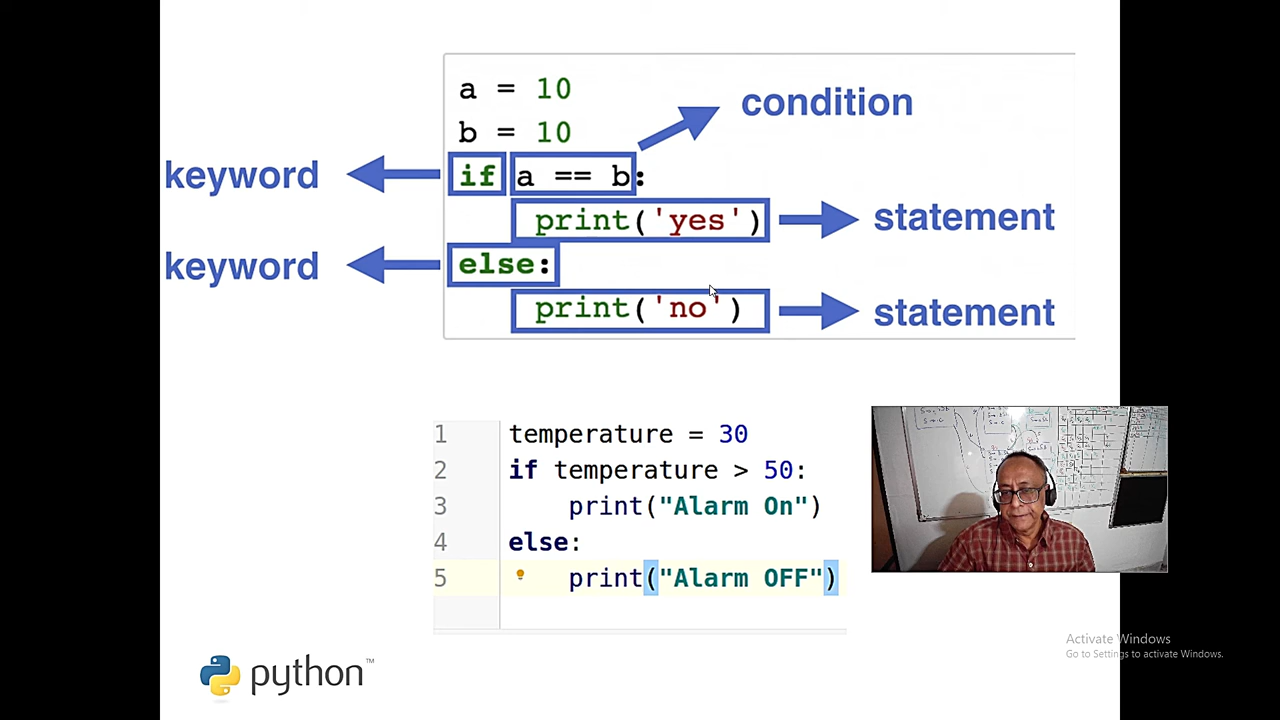 a = 10
condition
b = 10
keyword
if a == b:
print('yes')
statement
keyword
else:
print('no')
statement
1 temperature = 30
2 if temperature > 50:
3 print("Alarm On")
4 else:
5 print("Alarm OFF")
Activate Windows
Go to Settings to activate Windows.
python™